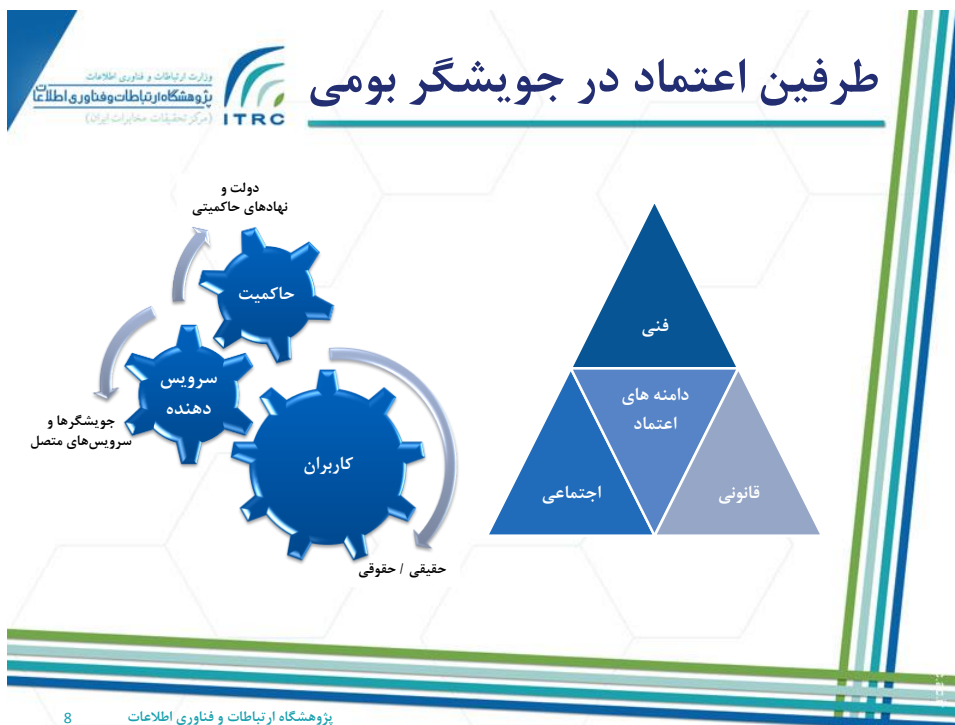 طرفین اعتماد در جویشگر بومی
وزارت ارتباطات و فناوری اطلاعات
پژوهشگاه ارتباطات و فناوری اطلاعات
(مرکز تحقیقات مخابرات ایران)
ITRC
دولت و
نهادهای حاکمیتی
حاکمیت
سرویس
دهنده
جویشگرها و
سرویس‌های متصل
کاربران
حقیقی / حقوقی
فنی
دامنه های
اعتماد
اجتماعی
قانونی
پژوهشگاه ارتباطات و فناوری اطلاعات
8